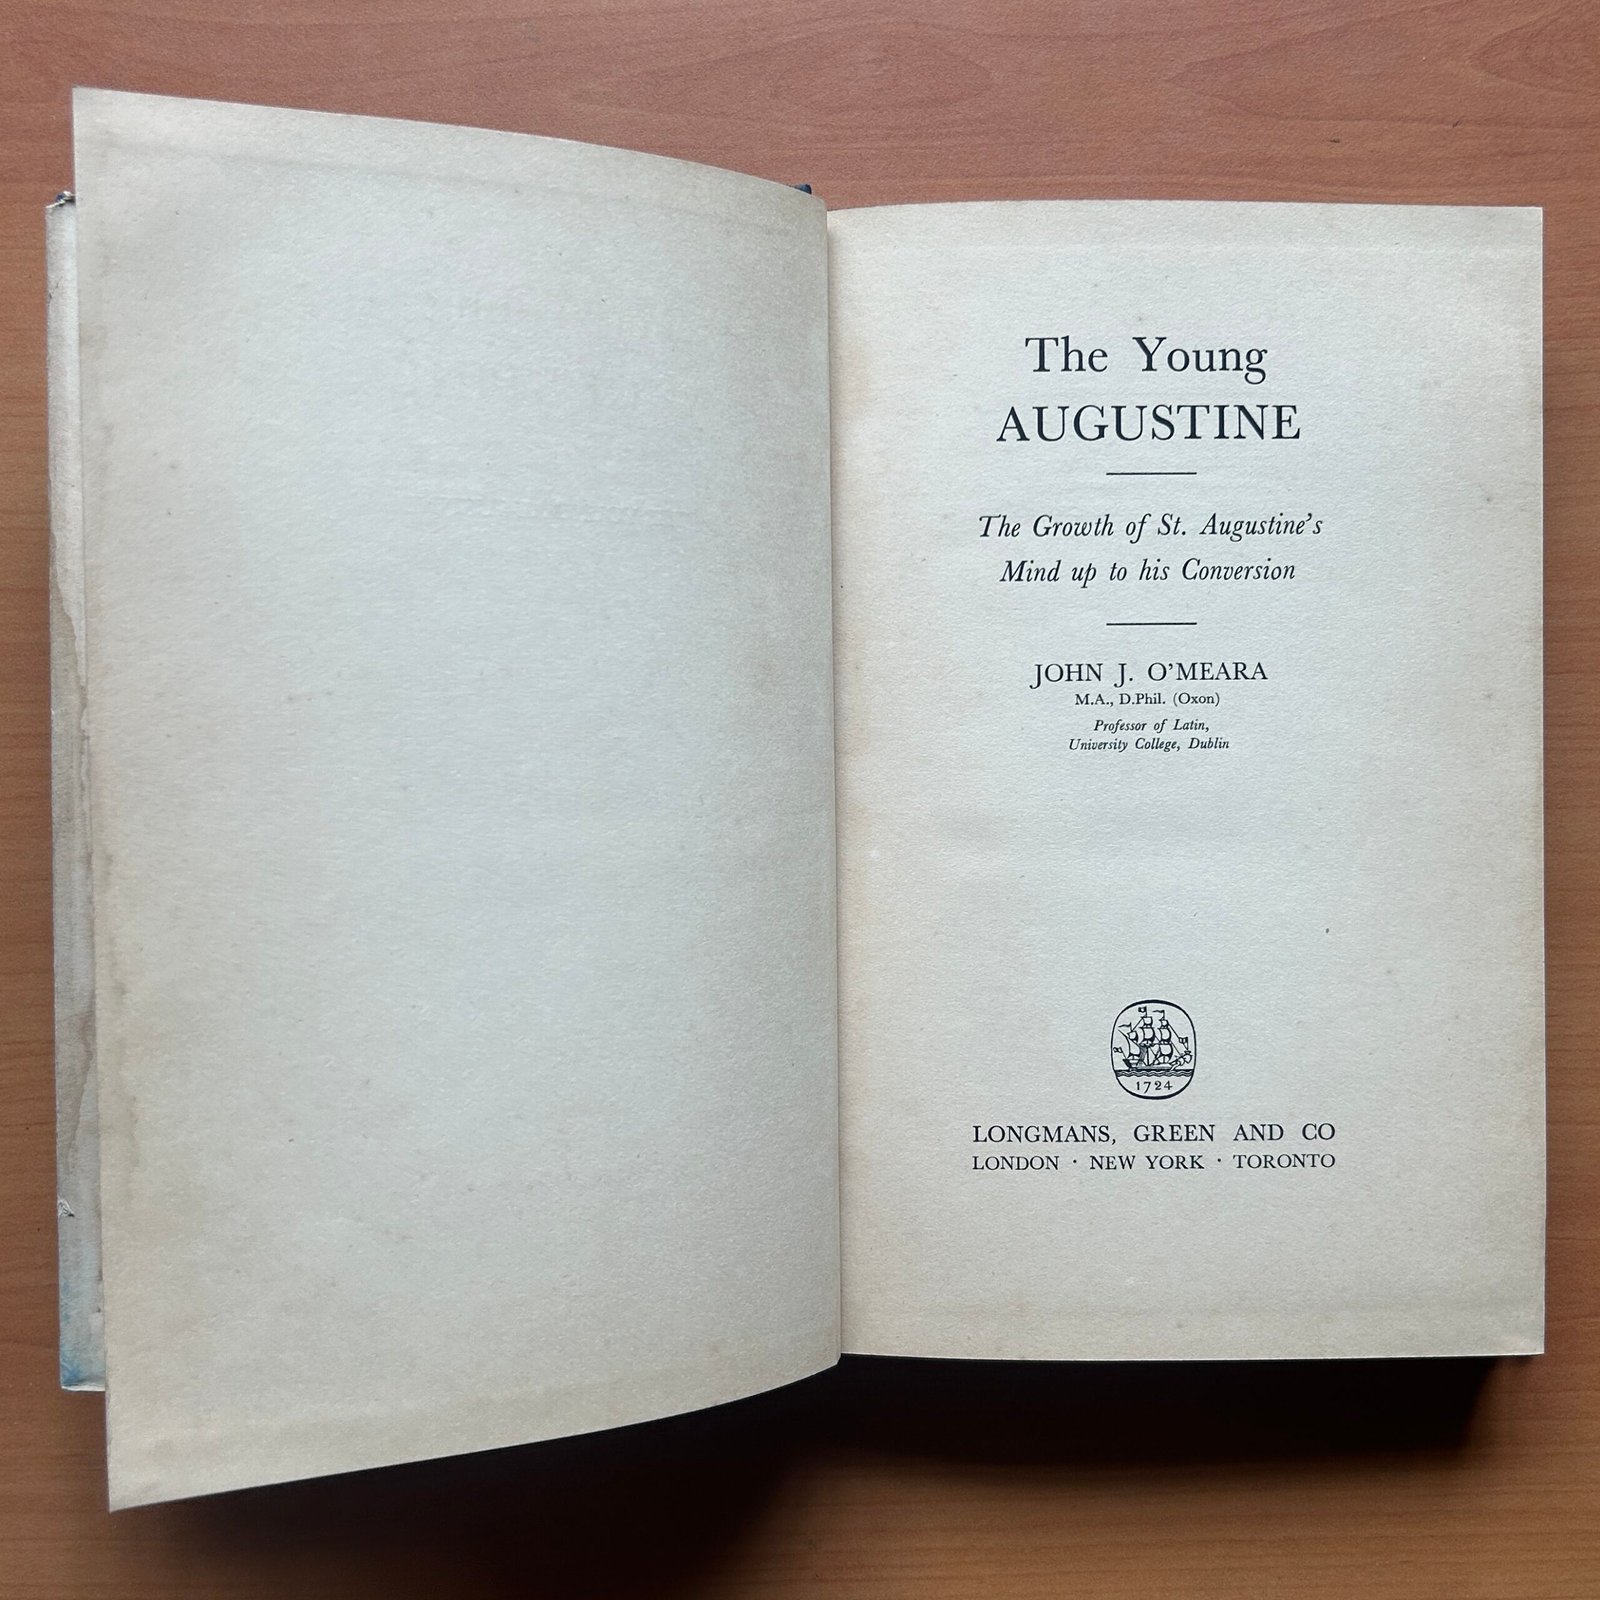 The Young
AUGUSTINE
The Growth of St. Augustine's
Mind up to his Conversion
JOHN J. O'MEARA
M.A., D.Phil. (Oxon)
Professor of Latin,
University College, Dublin
1724
LONGMANS, GREEN AND CO
LONDON · NEW YORK · TORONTO